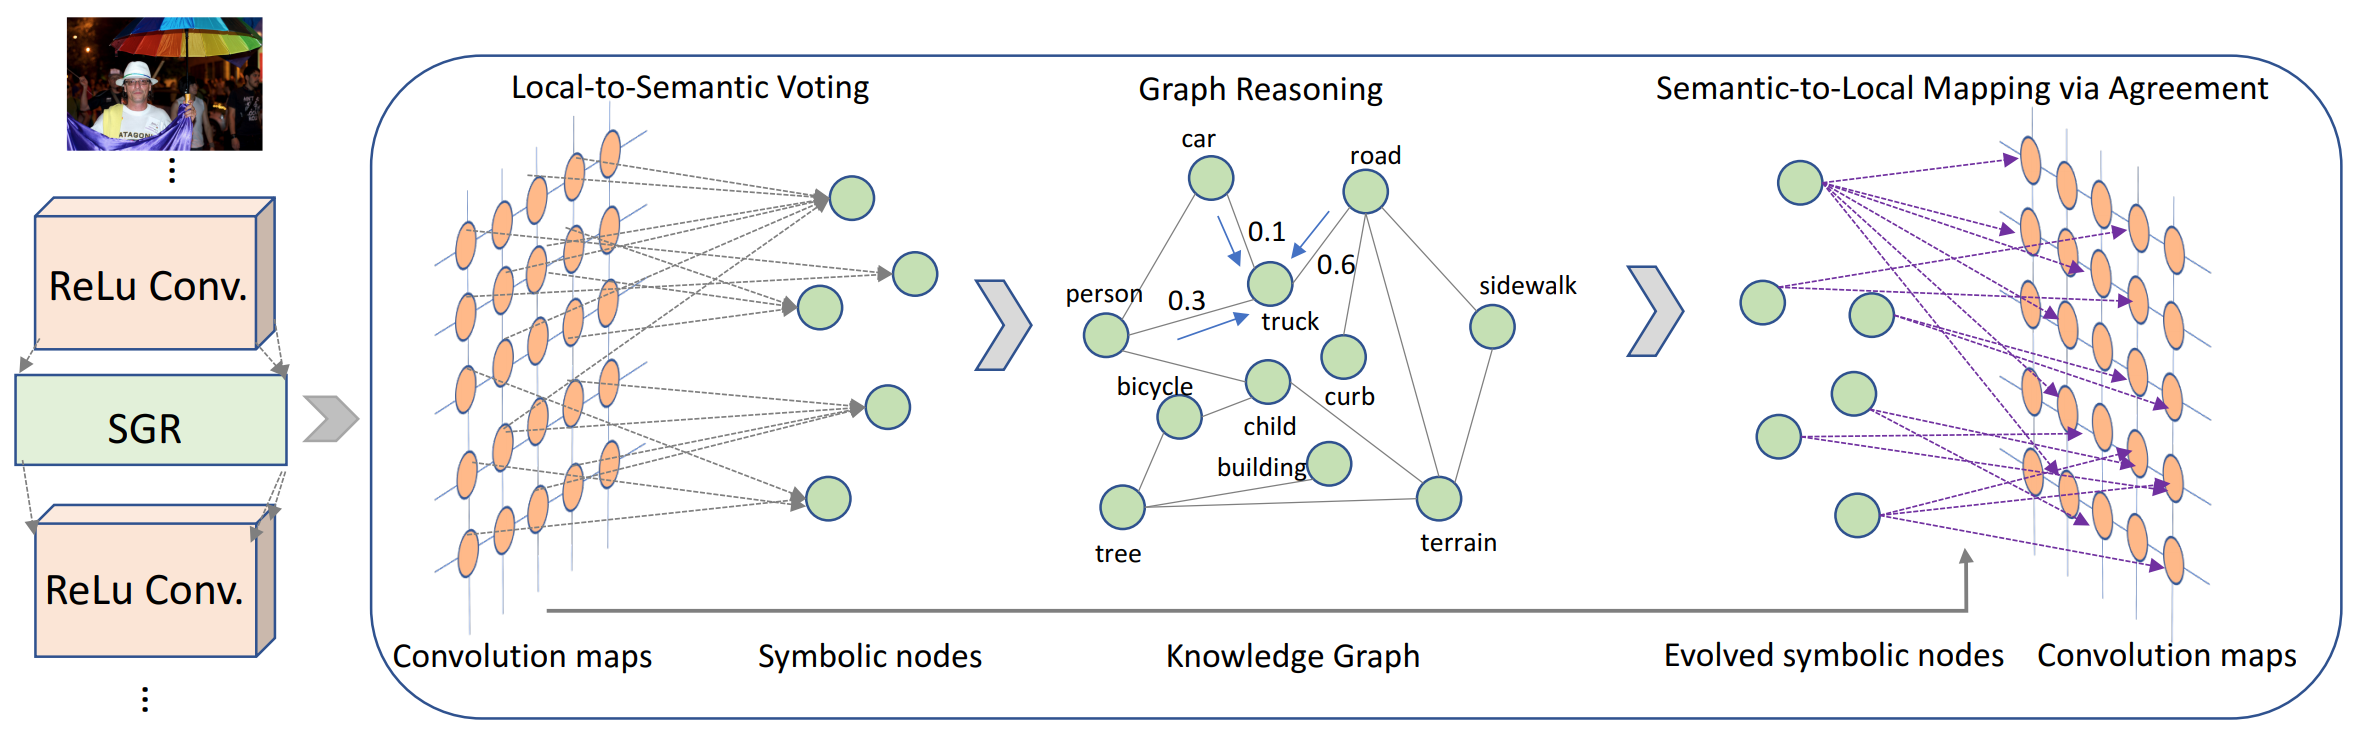 ATAGONI
ReLu Conv.
SGR
ReLu Conv.
Local-to-Semantic Voting
Convolution maps
Symbolic nodes
Graph Reasoning
car
road
0.1
0.6
person
0.3
truck
sidewalk
bicycle
curb
child
building
tree
terrain
Knowledge Graph
Semantic-to-Local Mapping via Agreement
Evolved symbolic nodes
Convolution maps